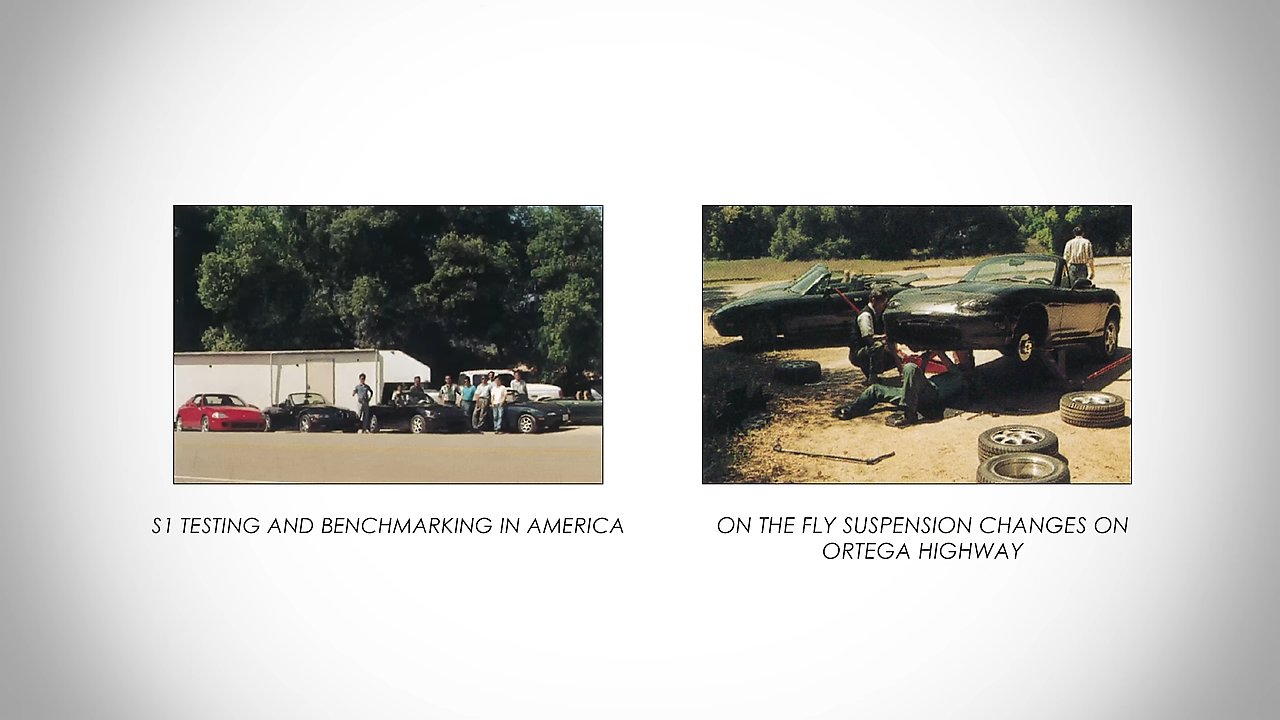 S1 TESTING AND BENCHMARKING IN AMERICA
ON THE FLY SUSPENSION CHANGES ON
ORTEGA HIGHWAY